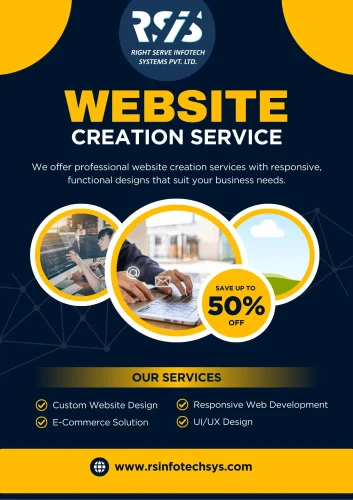 RSIS
RIGHT SERVE INFOTECH
SYSTEMS PVT. LTD.
WEBSITE
CREATION SERVICE
We offer professional website creation services with responsive,
functional designs that suit your business needs.
@
SAVE UP TO
50%
OFF
OUR SERVICES
Custom Website Design
Responsive Web Development
E-Commerce Solution
UI/UX Design
www.rsinfotechsys.com